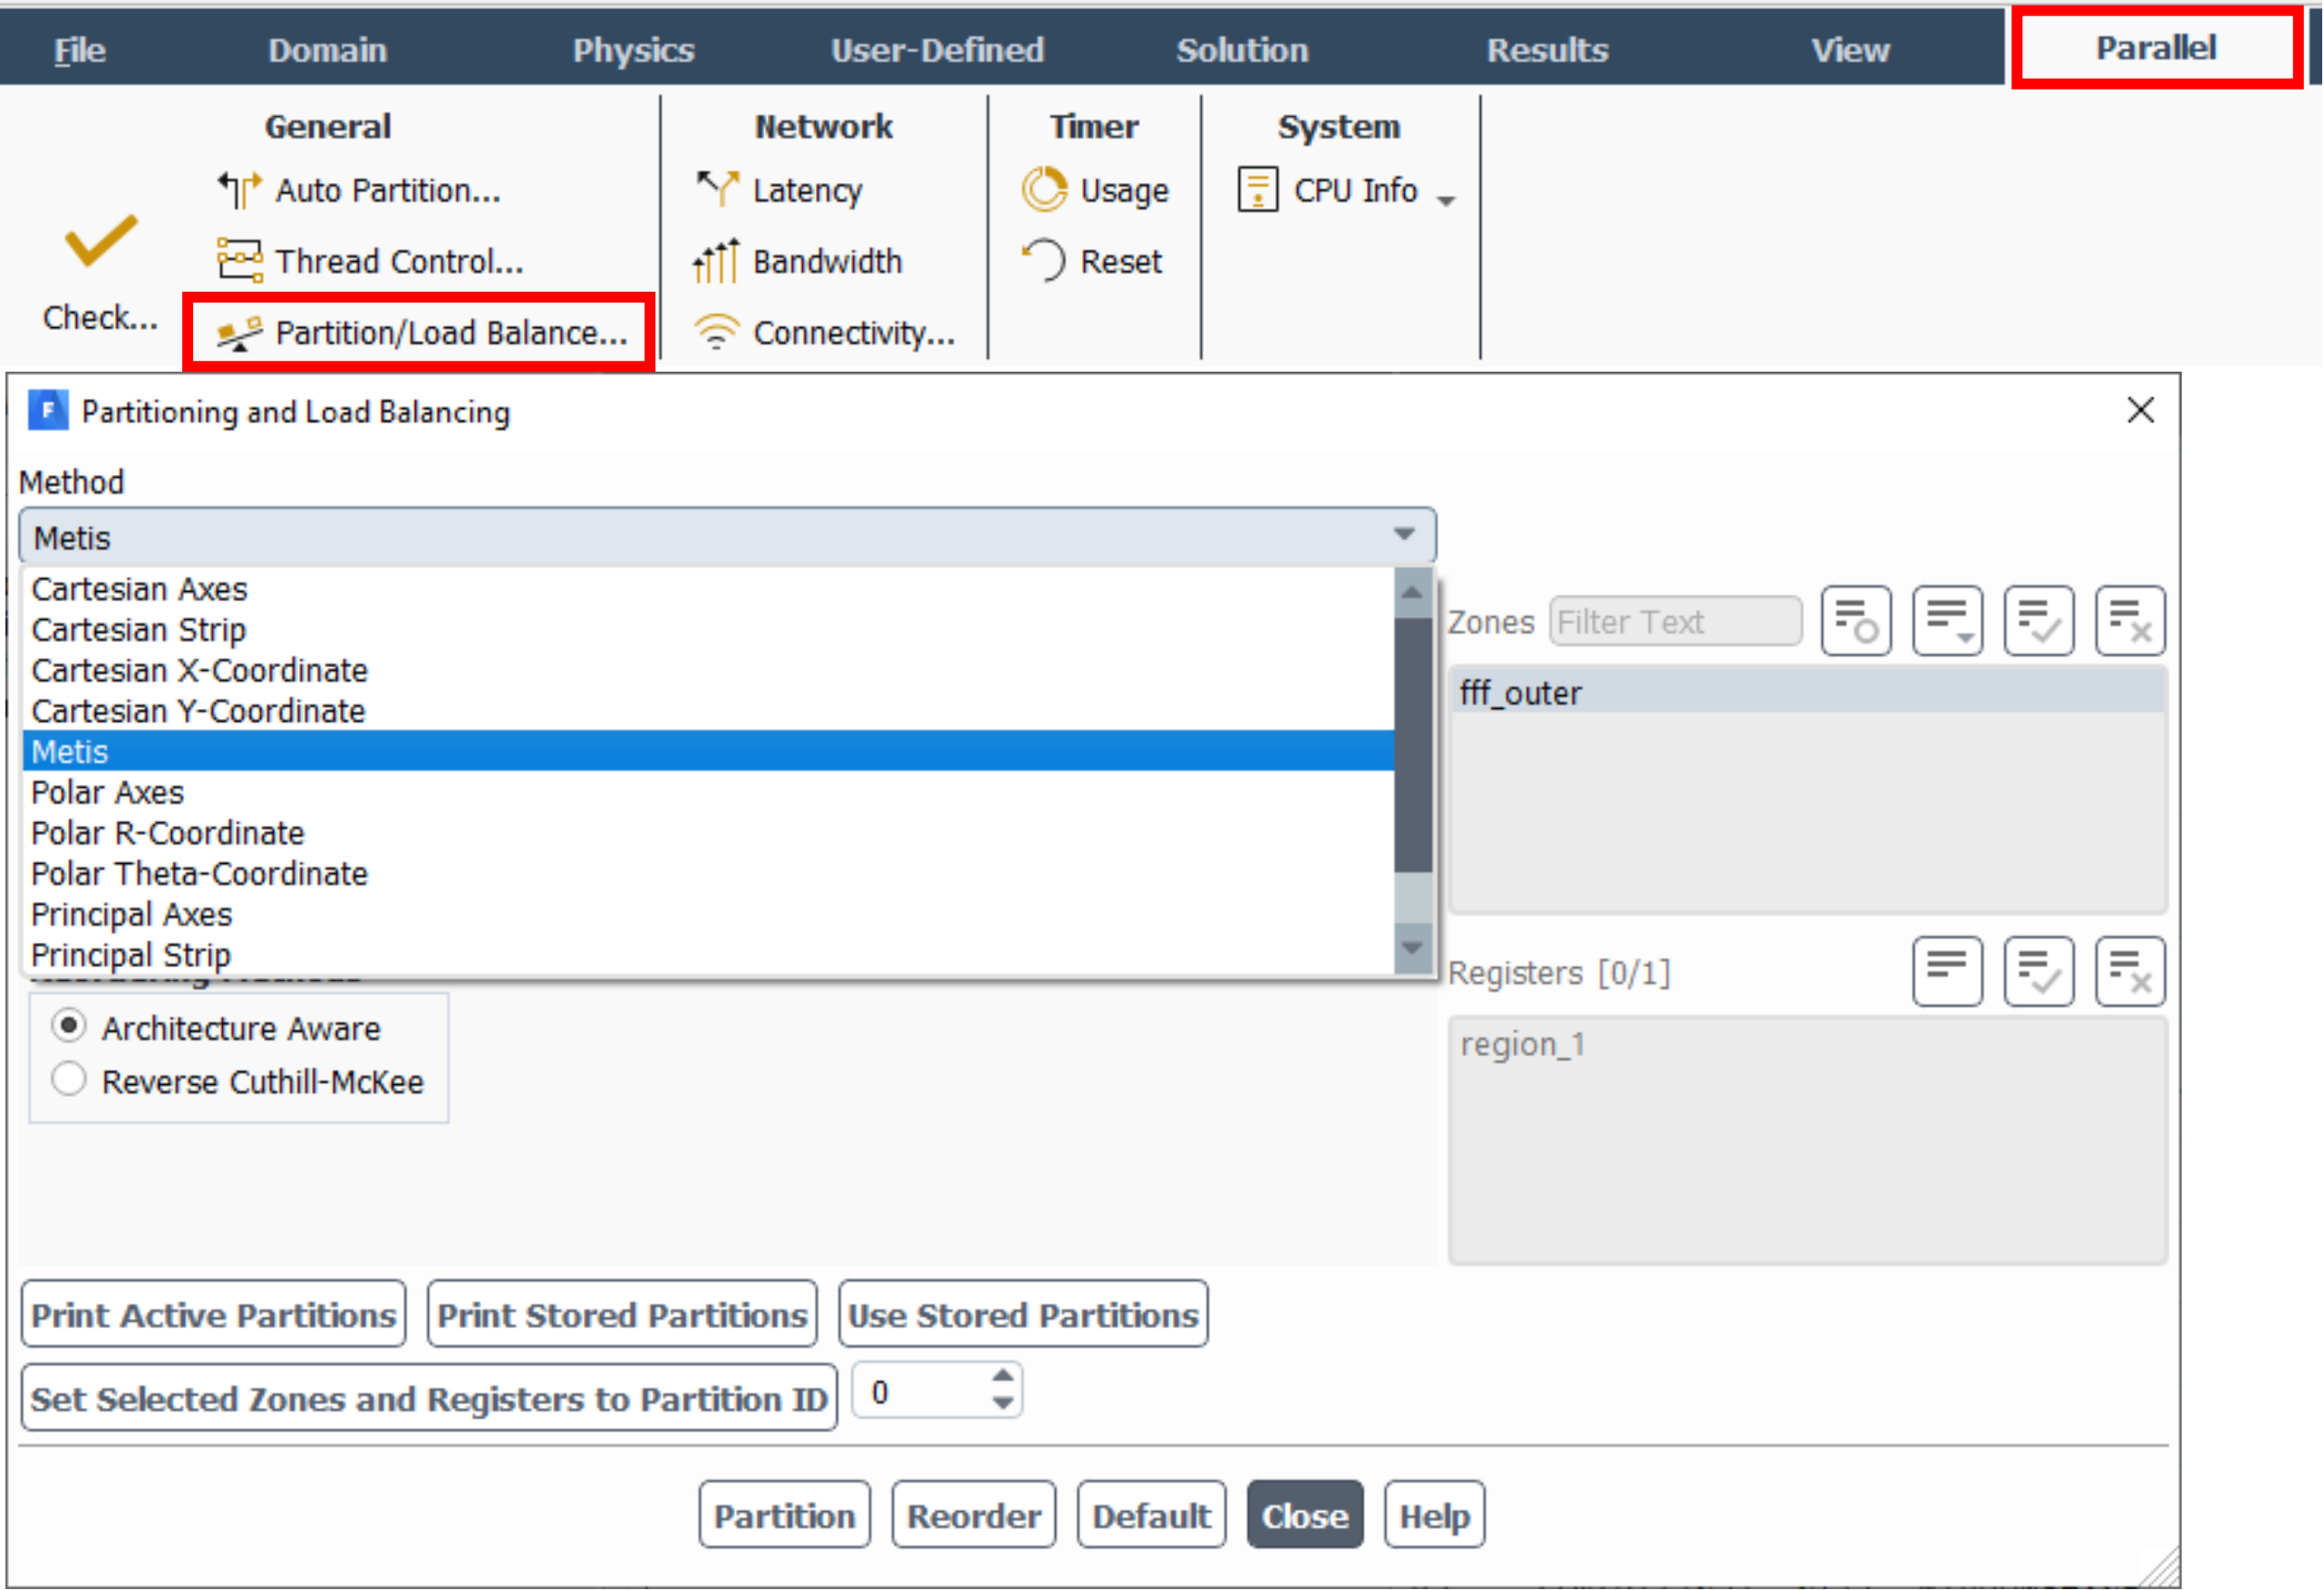 File Domain Physics User-Defined Solution Results View Parallel
General Network Timer System
Auto Partition... Latency Usage CPU Info
Thread Control... Bandwidth Reset
Check... Partition/Load Balance... Connectivity...
F Partitioning and Load Balancing
Method
Metis
Cartesian Axes
Cartesian Strip
Cartesian X-Coordinate
Cartesian Y-Coordinate
Metis
Polar Axes
Polar R-Coordinate
Polar Theta-Coordinate
Principal Axes
Principal Strip
Zones Filter Text
fff_outer
Registers [0/1]
region_1
Architecture Aware
Reverse Cuthill-McKee
Print Active Partitions Print Stored Partitions Use Stored Partitions
Set Selected Zones and Registers to Partition ID 0
Partition Reorder Default Close Help